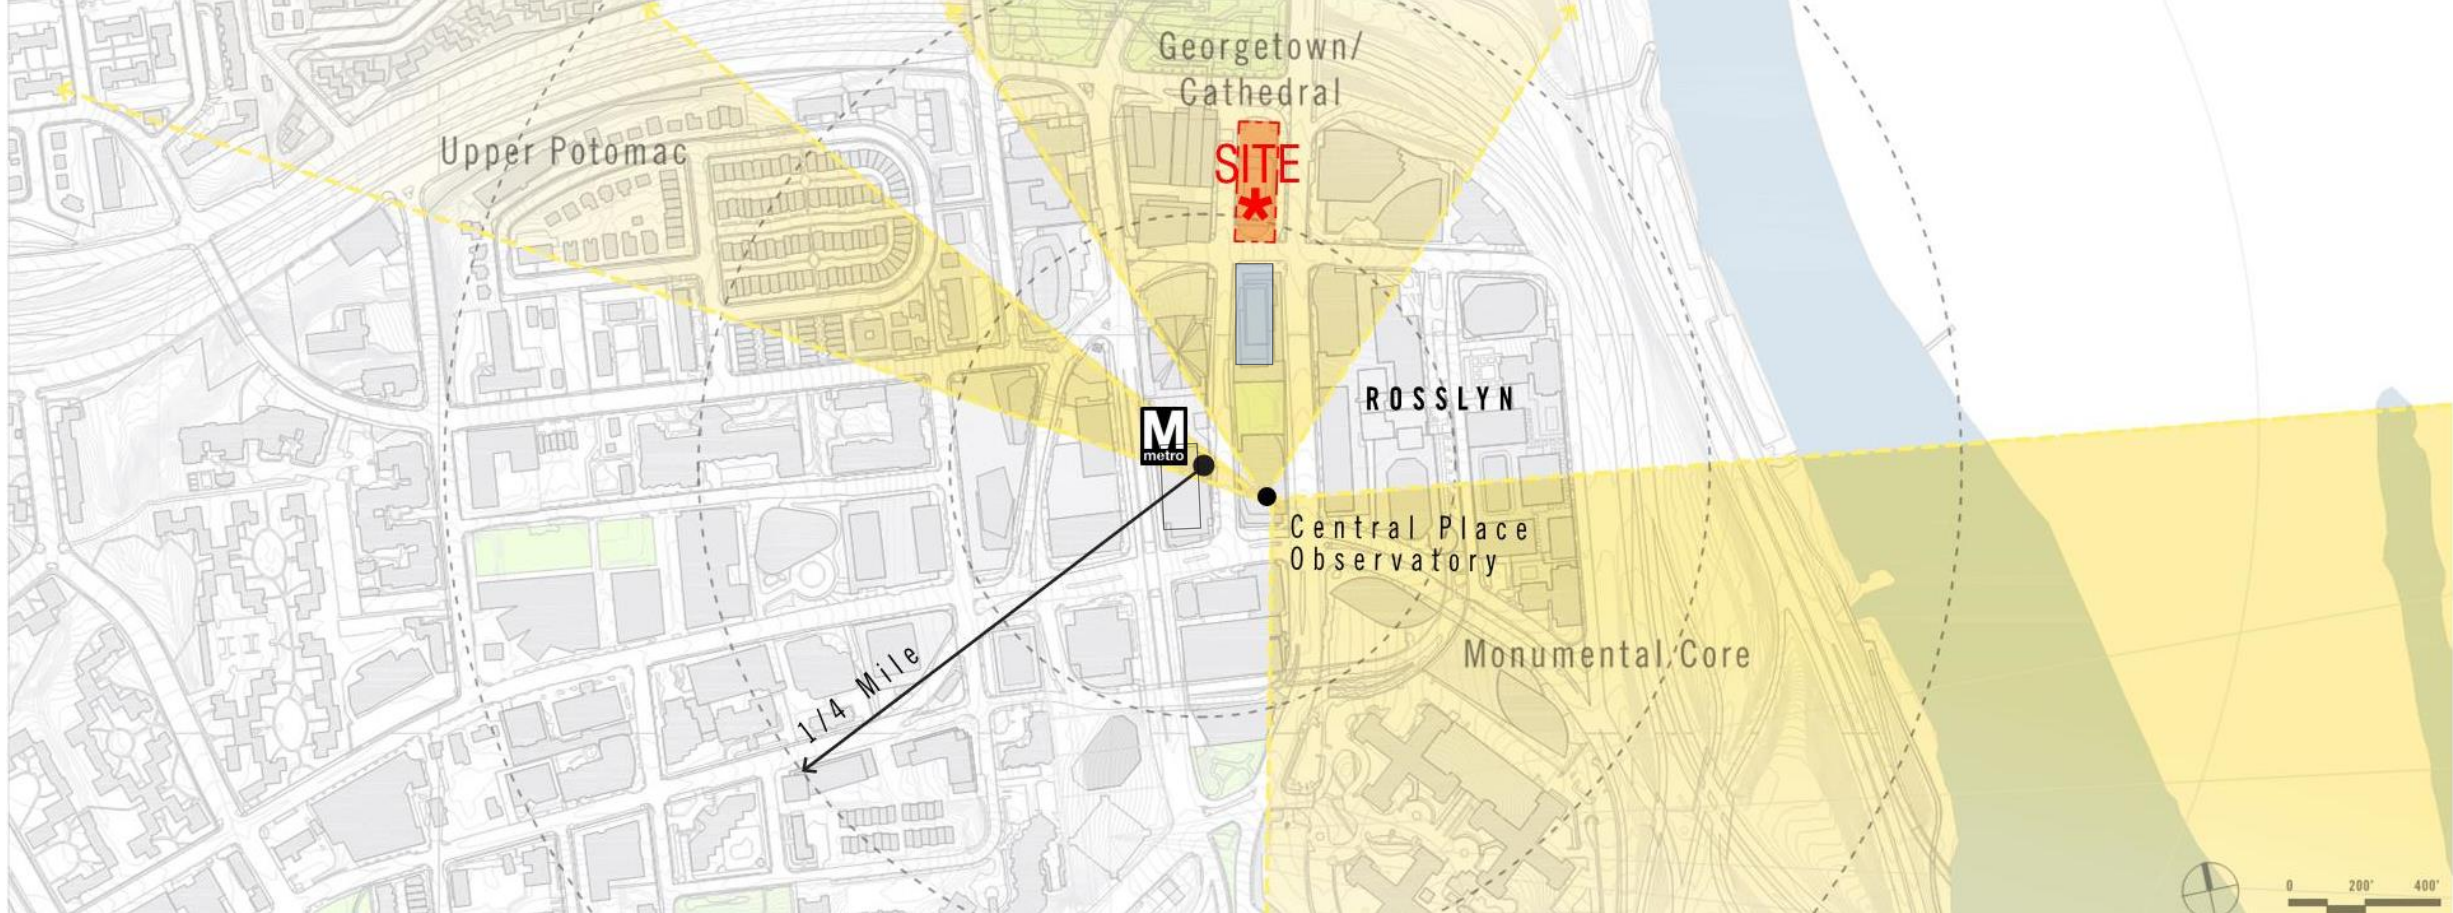 Georgetown/
Cathedral
Upper Potomac
SITE
*
ROSSLYN
M
metro
Central Place
Observatory
1/4 Mile
Monumental Core
0 200' 400'